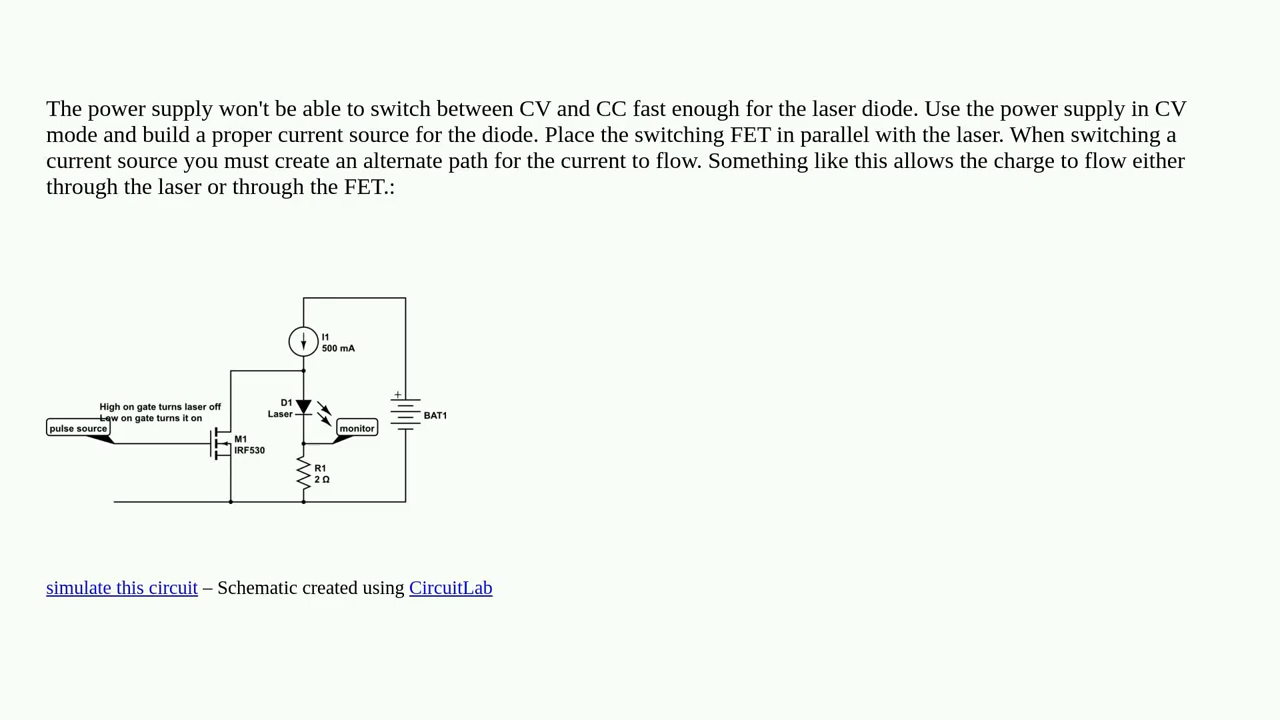 The power supply won't be able to switch between CV and CC fast enough for the laser diode. Use the power supply in CV
mode and build a proper current source for the diode. Place the switching FET in parallel with the laser. When switching a
current source you must create an alternate path for the current to flow. Something like this allows the charge to flow either
through the laser or through the FET.:
I1
500 mA
High on gate turns laser off
Low on gate turns it on
pulse source
M1
IRF530
D1
Laser
monitor
R1
2 Ω
+
BAT1
simulate this circuit – Schematic created using CircuitLab